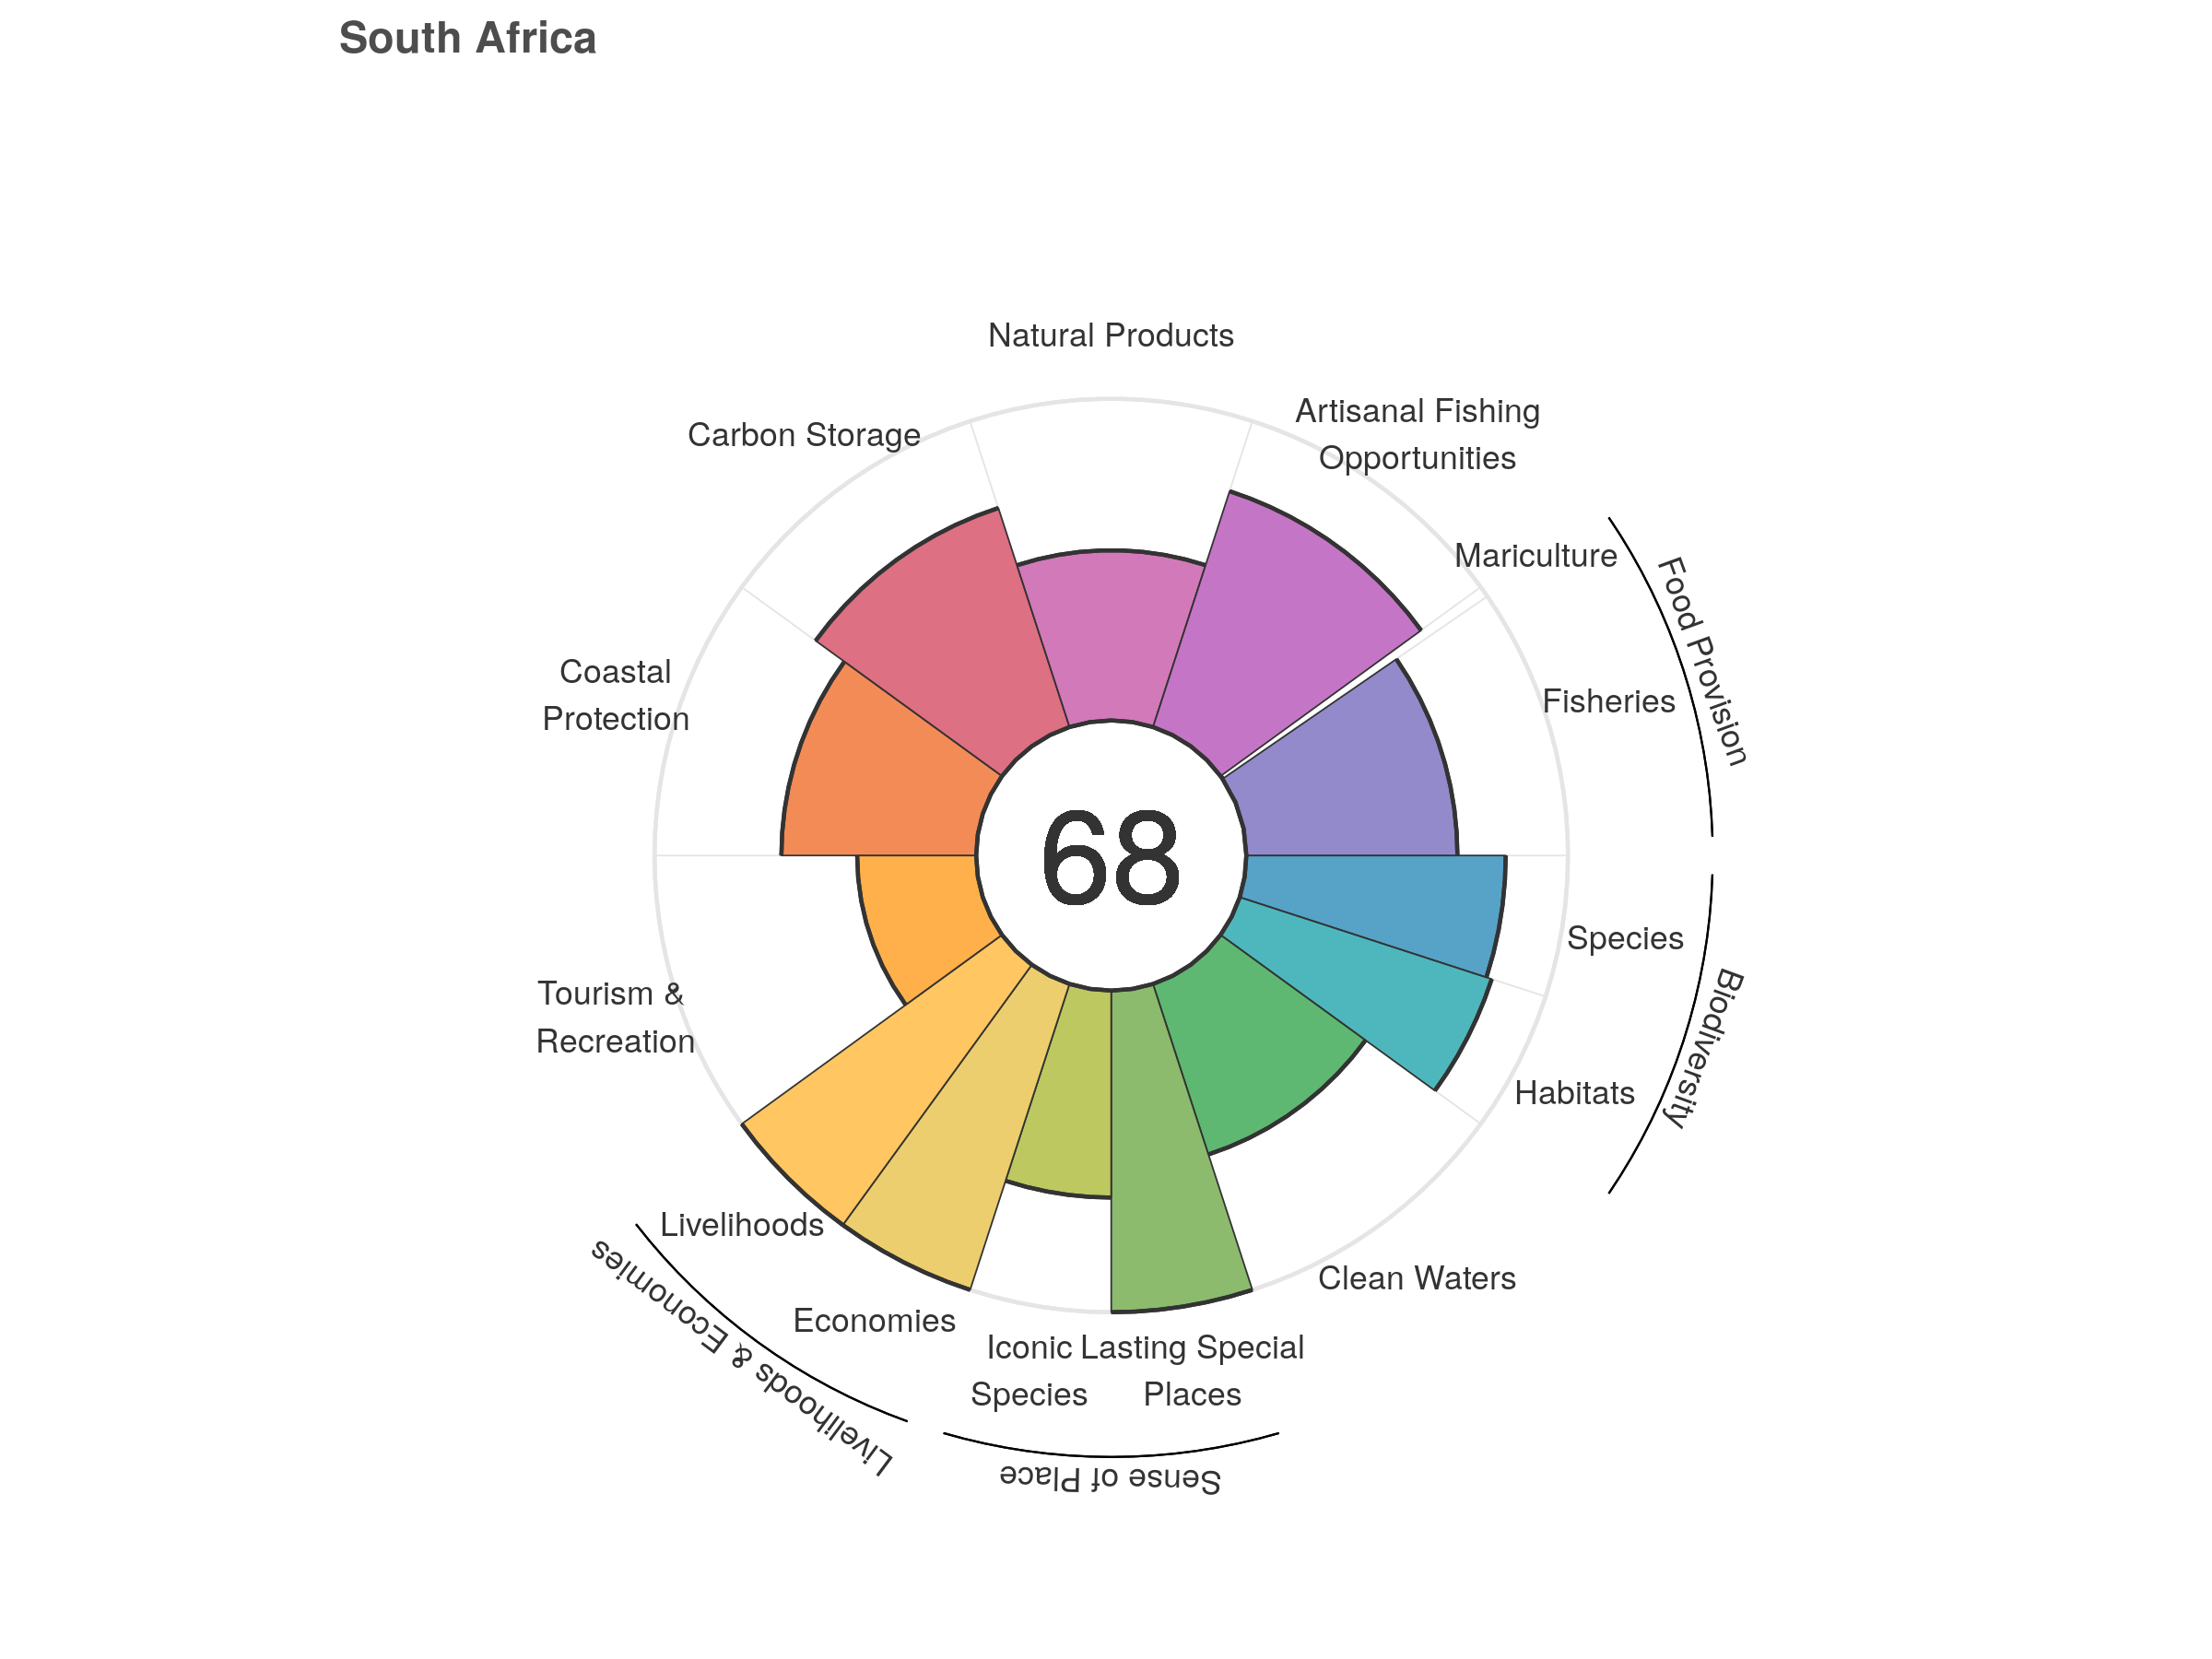 South Africa
Natural Products
Artisanal Fishing
Opportunities
Carbon Storage
Mariculture
Food Provision
Coastal
Protection
Fisheries
68
Species
Biodiversity
Tourism &
Recreation
Habitats
Livelihoods
Clean Waters
Economies
Livelihoods & Economies
Iconic
Species
Lasting Special
Places
Sense of Place